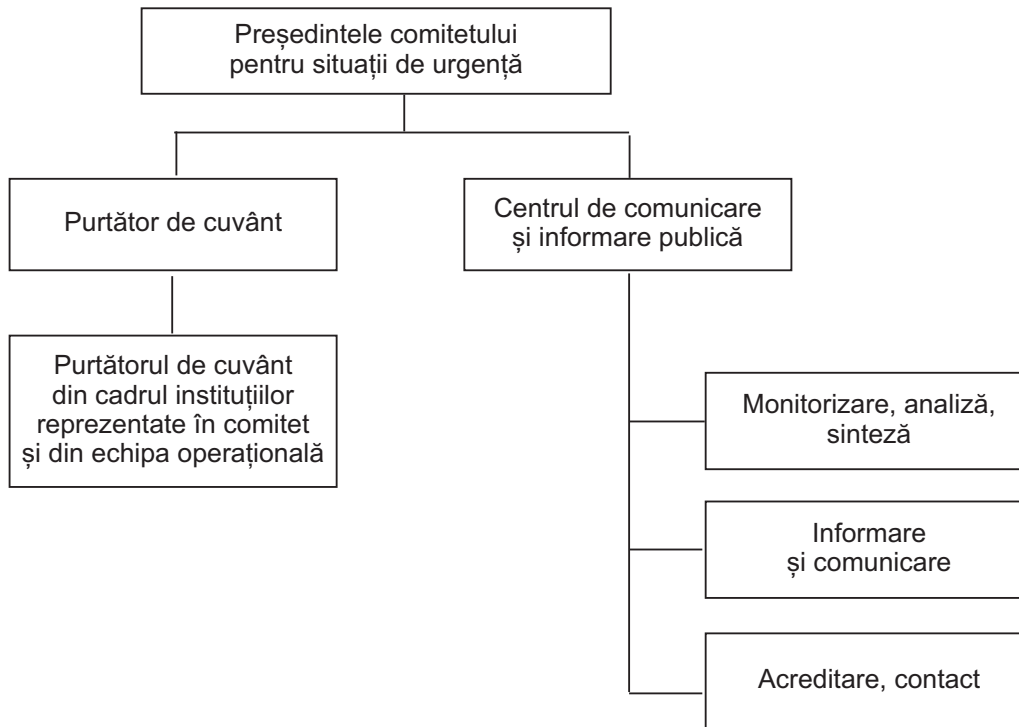 Președintele comitetului
pentru situații de urgență
Purtător de cuvânt
Centrul de comunicare
și informare publică
Purtătorul de cuvânt
din cadrul instituțiilor
reprezentate în comitet
și din echipa operațională
Monitorizare, analiză,
sinteză
Informare
și comunicare
Acreditare, contact